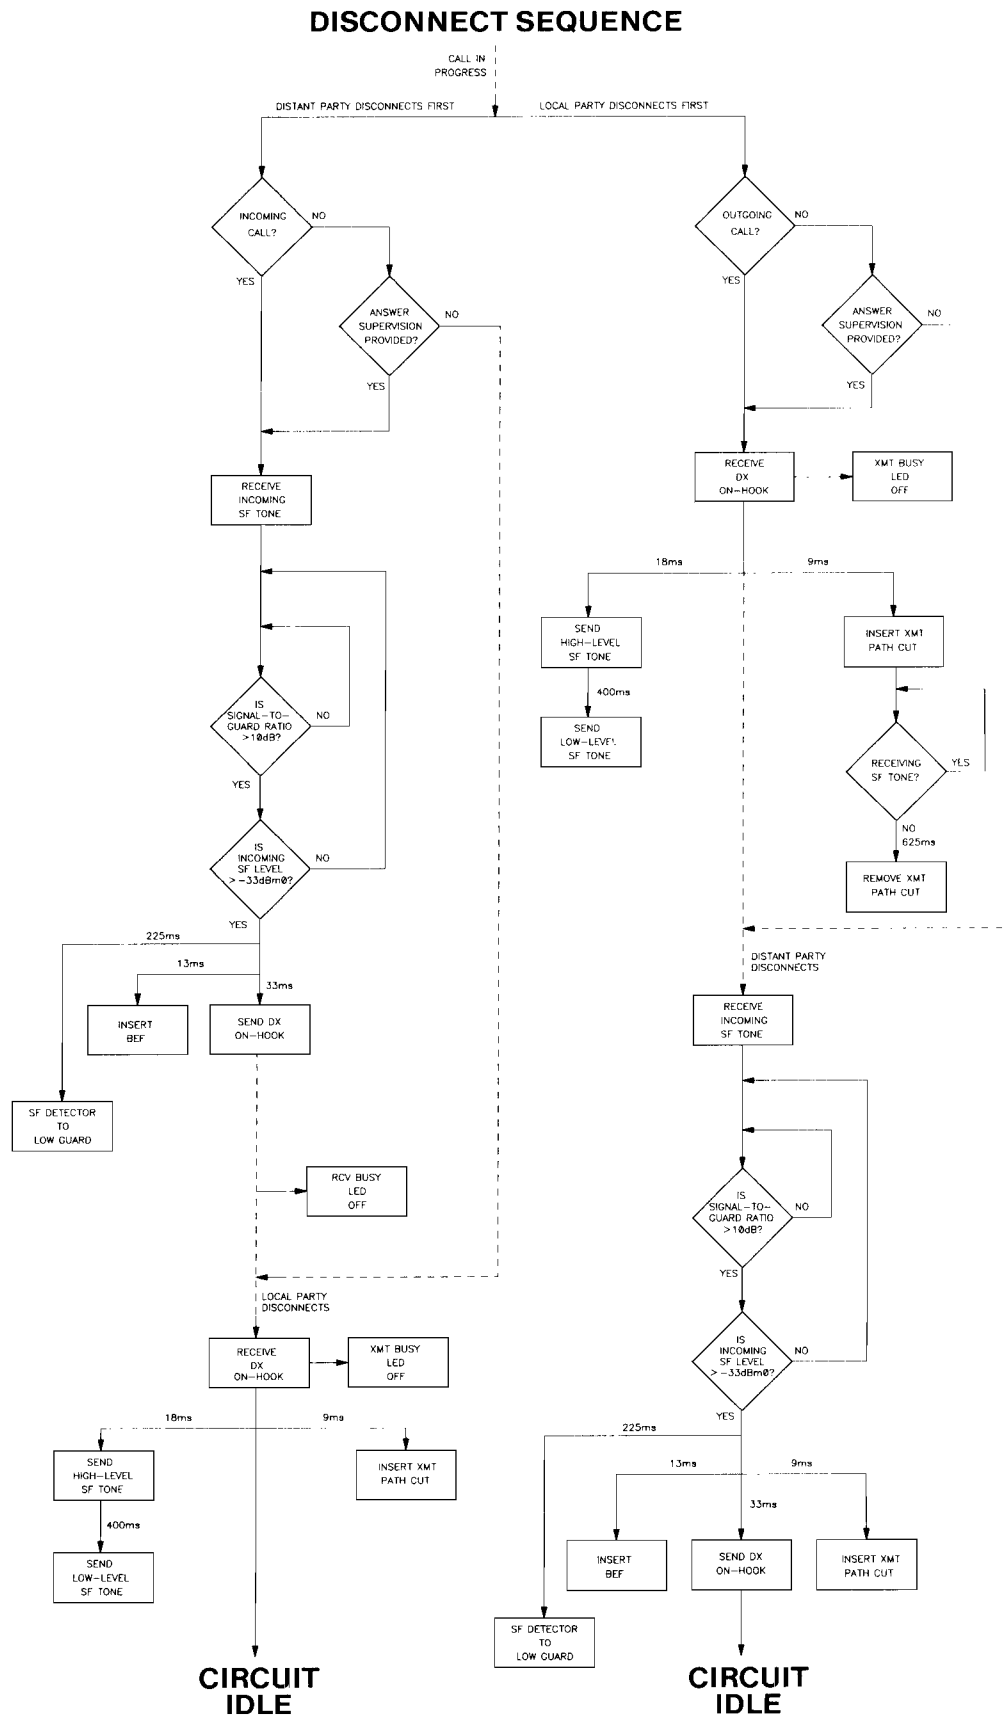 DISCONNECT SEQUENCE
CALL IN
PROGRESS
DISTANT PARTY DISCONNECTS FIRST
LOCAL PARTY DISCONNECTS FIRST
INCOMING
CALL?
NO
YES
ANSWER
SUPERVISION
PROVIDED?
NO
YES
RECEIVE
INCOMING
SF TONE
IS
SIGNAL-TO-
GUARD RATIO
>10dB?
NO
YES
IS
INCOMING
SF LEVEL
>-33dBm0?
NO
YES
225ms
13ms
33ms
INSERT
BEF
SEND DX
ON-HOOK
SF DETECTOR
TO
LOW GUARD
RCV BUSY
LED
OFF
LOCAL PARTY
DISCONNECTS
RECEIVE
DX
ON-HOOK
XMT BUSY
LED
OFF
18ms
9ms
SEND
HIGH-LEVEL
SF TONE
INSERT XMT
PATH CUT
400ms
SEND
LOW-LEVEL
SF TONE
CIRCUIT
IDLE
OUTGOING
CALL?
NO
YES
ANSWER
SUPERVISION
PROVIDED?
NO
YES
RECEIVE
DX
ON-HOOK
XMT BUSY
LED
OFF
18ms
9ms
SEND
HIGH-LEVEL
SF TONE
INSERT XMT
PATH CUT
400ms
SEND
LOW-LEVEL
SF TONE
RECEIVING
SF TONE?
YES
NO
625ms
REMOVE XMT
PATH CUT
DISTANT PARTY
DISCONNECTS
RECEIVE
INCOMING
SF TONE
IS
SIGNAL-TO-
GUARD RATIO
>10dB?
NO
YES
IS
INCOMING
SF LEVEL
>-33dBm0?
NO
YES
225ms
13ms
9ms
33ms
INSERT
BEF
SEND DX
ON-HOOK
INSERT XMT
PATH CUT
SF DETECTOR
TO
LOW GUARD
CIRCUIT
IDLE